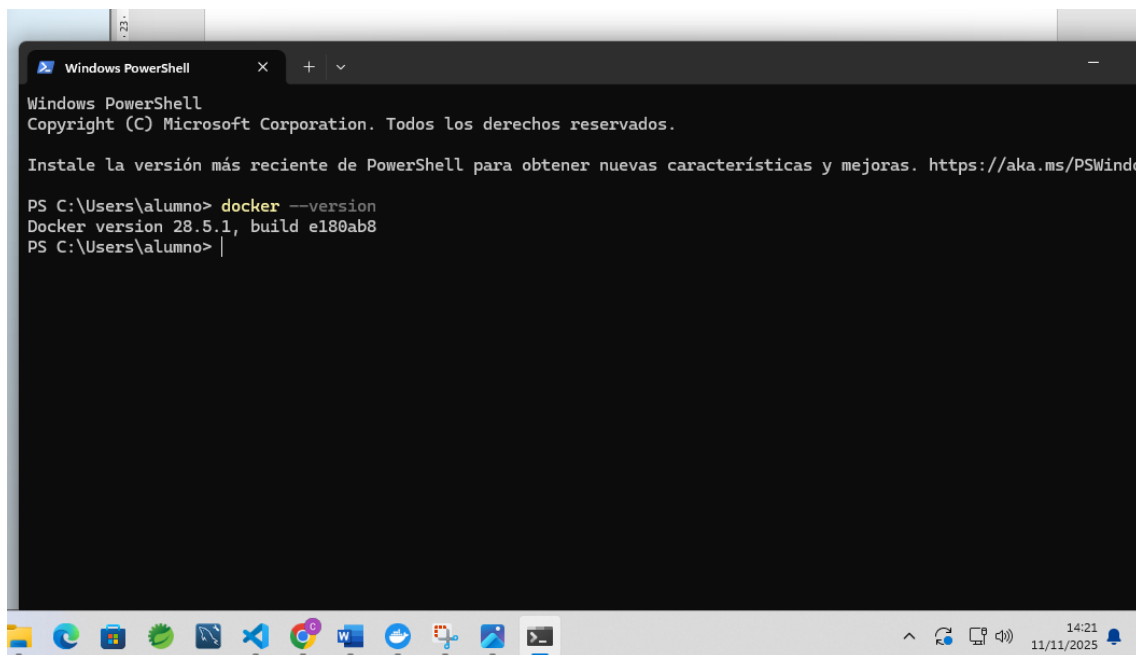 23
Windows PowerShell
Windows PowerShell
Copyright (C) Microsoft Corporation. Todos los derechos reservados.
Instale la versión más reciente de PowerShell para obtener nuevas características y mejoras. https://aka.ms/PSWindo
PS C:\Users\alumno> docker --version
Docker version 28.5.1, build e180ab8
PS C:\Users\alumno>
C
W
14:21
11/11/2025